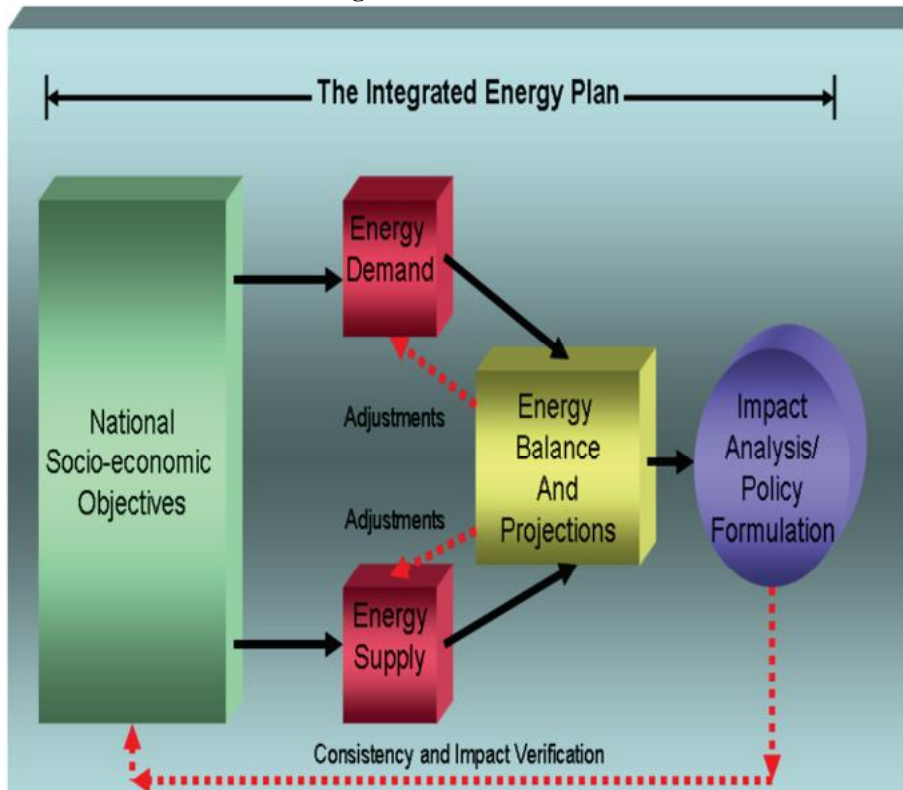 The Integrated Energy Plan
Energy
Demand
National
Socio-economic
Objectives
Adjustments
Adjustments
Energy
Supply
Energy
Balance
And
Projections
Impact
Analysis/
Policy
Formulation
Consistency and Impact Verification